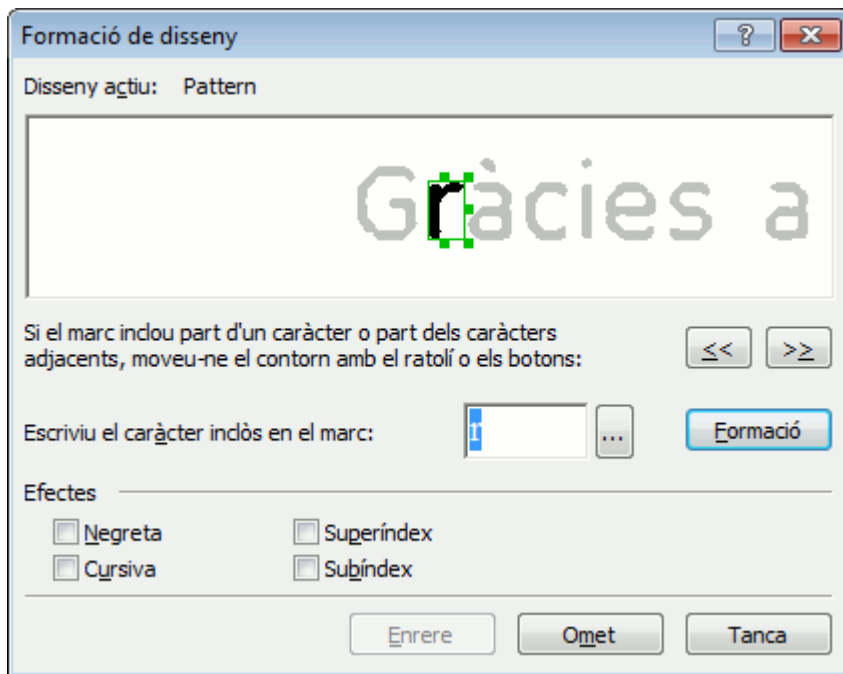 Formació de disseny
Disseny actiu: Pattern
Gràcies a
Si el marc inclou part d'un caràcter o part dels caràcters
adjacents, moveu-ne el contorn amb el ratolí o els botons:
<< >>
Escriviu el caràcter inclòs en el marc: r ... Formació
Efectes
Negreta Superíndex
Cursiva Subíndex
Enrere Omet Tanca